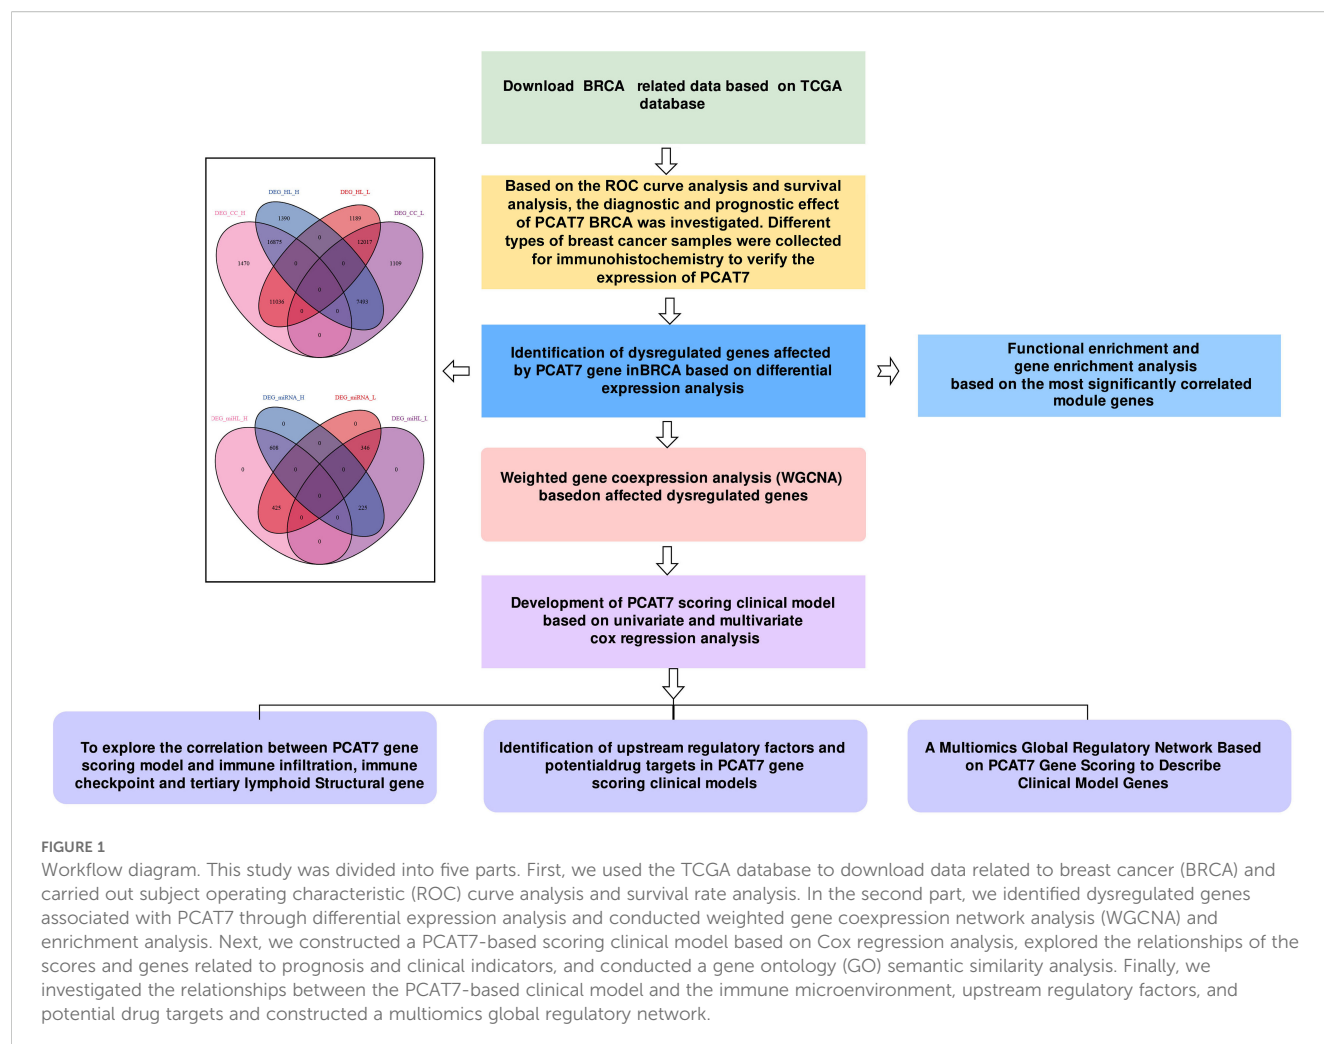 Download BRCA related data based on TCGA
database
Based on the ROC curve analysis and survival
analysis, the diagnostic and prognostic effect
of PCAT7 BRCA was investigated. Different
types of breast cancer samples were collected
for immunohistochemistry to verify the
expression of PCAT7
DEG_HL_H
DEG_HL_L
DEG_CC_H
DEG_CC_L
1390
1189
16875
0
12017
1470
0
0
1109
0
11036
0
0
7493
0
DEG_miRNA_H
DEG_miRNA_L
DEG_miHL_H
DEG_miHL_L
0
0
608
0
346
0
0
0
0
0
425
0
0
225
0
Identification of dysregulated genes affected
by PCAT7 gene inBRCA based on differential
expression analysis
Functional enrichment and
gene enrichment analysis
based on the most significantly correlated
module genes
Weighted gene coexpression analysis (WGCNA)
basedon affected dysregulated genes
Development of PCAT7 scoring clinical model
based on univariate and multivariate
cox regression analysis
To explore the correlation between PCAT7 gene
scoring model and immune infiltration, immune
checkpoint and tertiary lymphoid Structural gene
Identification of upstream regulatory factors and
potentialdrug targets in PCAT7 gene
scoring clinical models
A Multiomics Global Regulatory Network Based
on PCAT7 Gene Scoring to Describe
Clinical Model Genes
FIGURE 1
Workflow diagram. This study was divided into five parts. First, we used the TCGA database to download data related to breast cancer (BRCA) and
carried out subject operating characteristic (ROC) curve analysis and survival rate analysis. In the second part, we identified dysregulated genes
associated with PCAT7 through differential expression analysis and conducted weighted gene coexpression network analysis (WGCNA) and
enrichment analysis. Next, we constructed a PCAT7-based scoring clinical model based on Cox regression analysis, explored the relationships of the
scores and genes related to prognosis and clinical indicators, and conducted a gene ontology (GO) semantic similarity analysis. Finally, we
investigated the relationships between the PCAT7-based clinical model and the immune microenvironment, upstream regulatory factors, and
potential drug targets and constructed a multiomics global regulatory network.